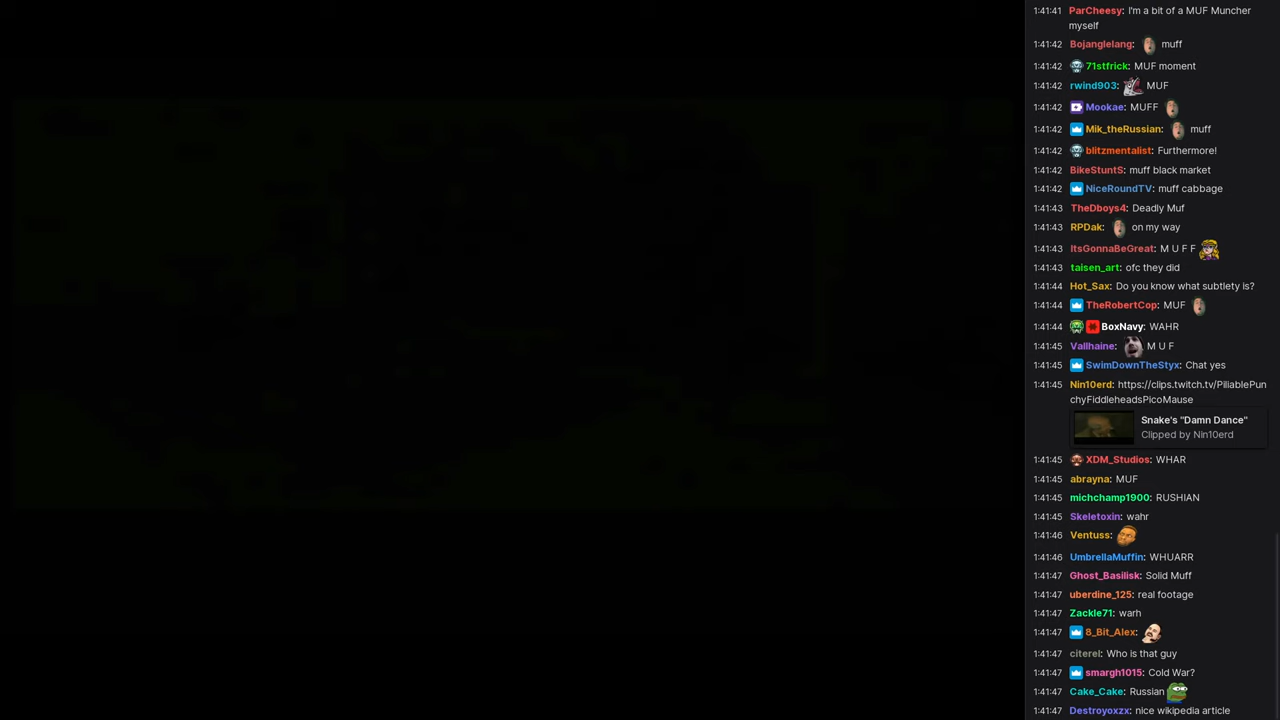 1:41:41 ParCheesy: I'm a bit of a MUF Muncher
myself
1:41:42 Bojanglelang: muff
1:41:42 71stfrick: MUF moment
1:41:42 rwind903: MUF
1:41:42 Mookae: MUFF
1:41:42 Mik_theRussian: muff
1:41:42 blitzmentalist: Furthermore!
1:41:42 BikeStuntS: muff black market
1:41:42 NiceRoundTV: muff cabbage
1:41:43 TheDboys4: Deadly Muf
1:41:43 RPDak: on my way
1:41:43 ItsGonnaBeGreat: M U F F
1:41:43 taisen_art: ofc they did
1:41:44 Hot_Sax: Do you know what subtlety is?
1:41:44 TheRobertCop: MUF
1:41:44 BoxNavy: WAHR
1:41:45 Vallhaine: M U F
1:41:45 SwimDownTheStyx: Chat yes
1:41:45 Nin10erd: https://clips.twitch.tv/PiliablePun
chyFiddleheadsPicoMause
Snake's "Damn Dance"
Clipped by Nin10erd
1:41:45 XDM_Studios: WHAR
1:41:45 abrayna: MUF
1:41:45 michchamp1900: RUSHIAN
1:41:45 Skeletoxin: wahr
1:41:46 Ventuss:
1:41:46 UmbrellaMuffin: WHUARR
1:41:47 Ghost_Basilisk: Solid Muff
1:41:47 uberdine_125: real footage
1:41:47 Zackle71: warh
1:41:47 8_Bit_Alex:
1:41:47 citerel: Who is that guy
1:41:47 smargh1015: Cold War?
1:41:47 Cake_Cake: Russian
1:41:47 Destroyoxzx: nice wikipedia article